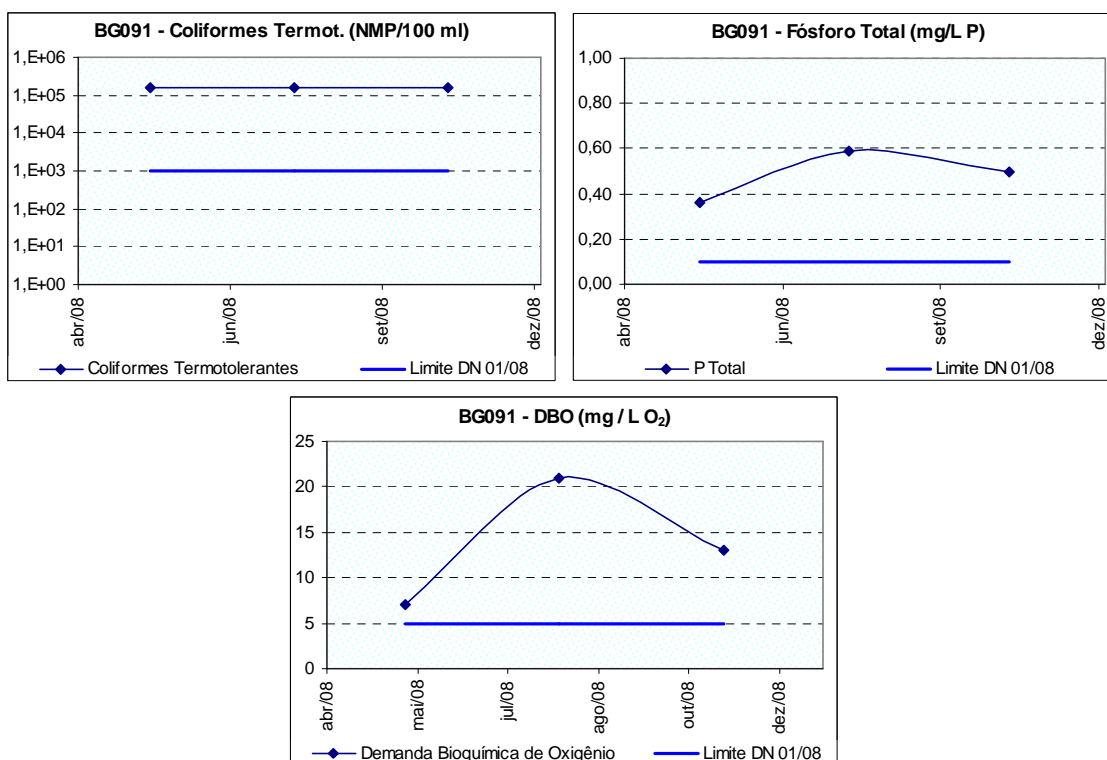 BG091 - Coliformes Termot. (NMP/100 ml)
1,E+06
1,E+05
1,E+04
1,E+03
1,E+02
1,E+01
1,E+00
abr/08
jun/08
set/08
dez/08
Coliformes Termotolerantes
Limite DN 01/08
BG091 - Fósforo Total (mg/L P)
1,00
0,80
0,60
0,40
0,20
0,00
abr/08
jun/08
set/08
dez/08
P Total
Limite DN 01/08
BG091 - DBO (mg / L O₂)
25
20
15
10
5
0
abr/08
mai/08
jul/08
ago/08
out/08
dez/08
Demanda Bioquímica de Oxigênio
Limite DN 01/08